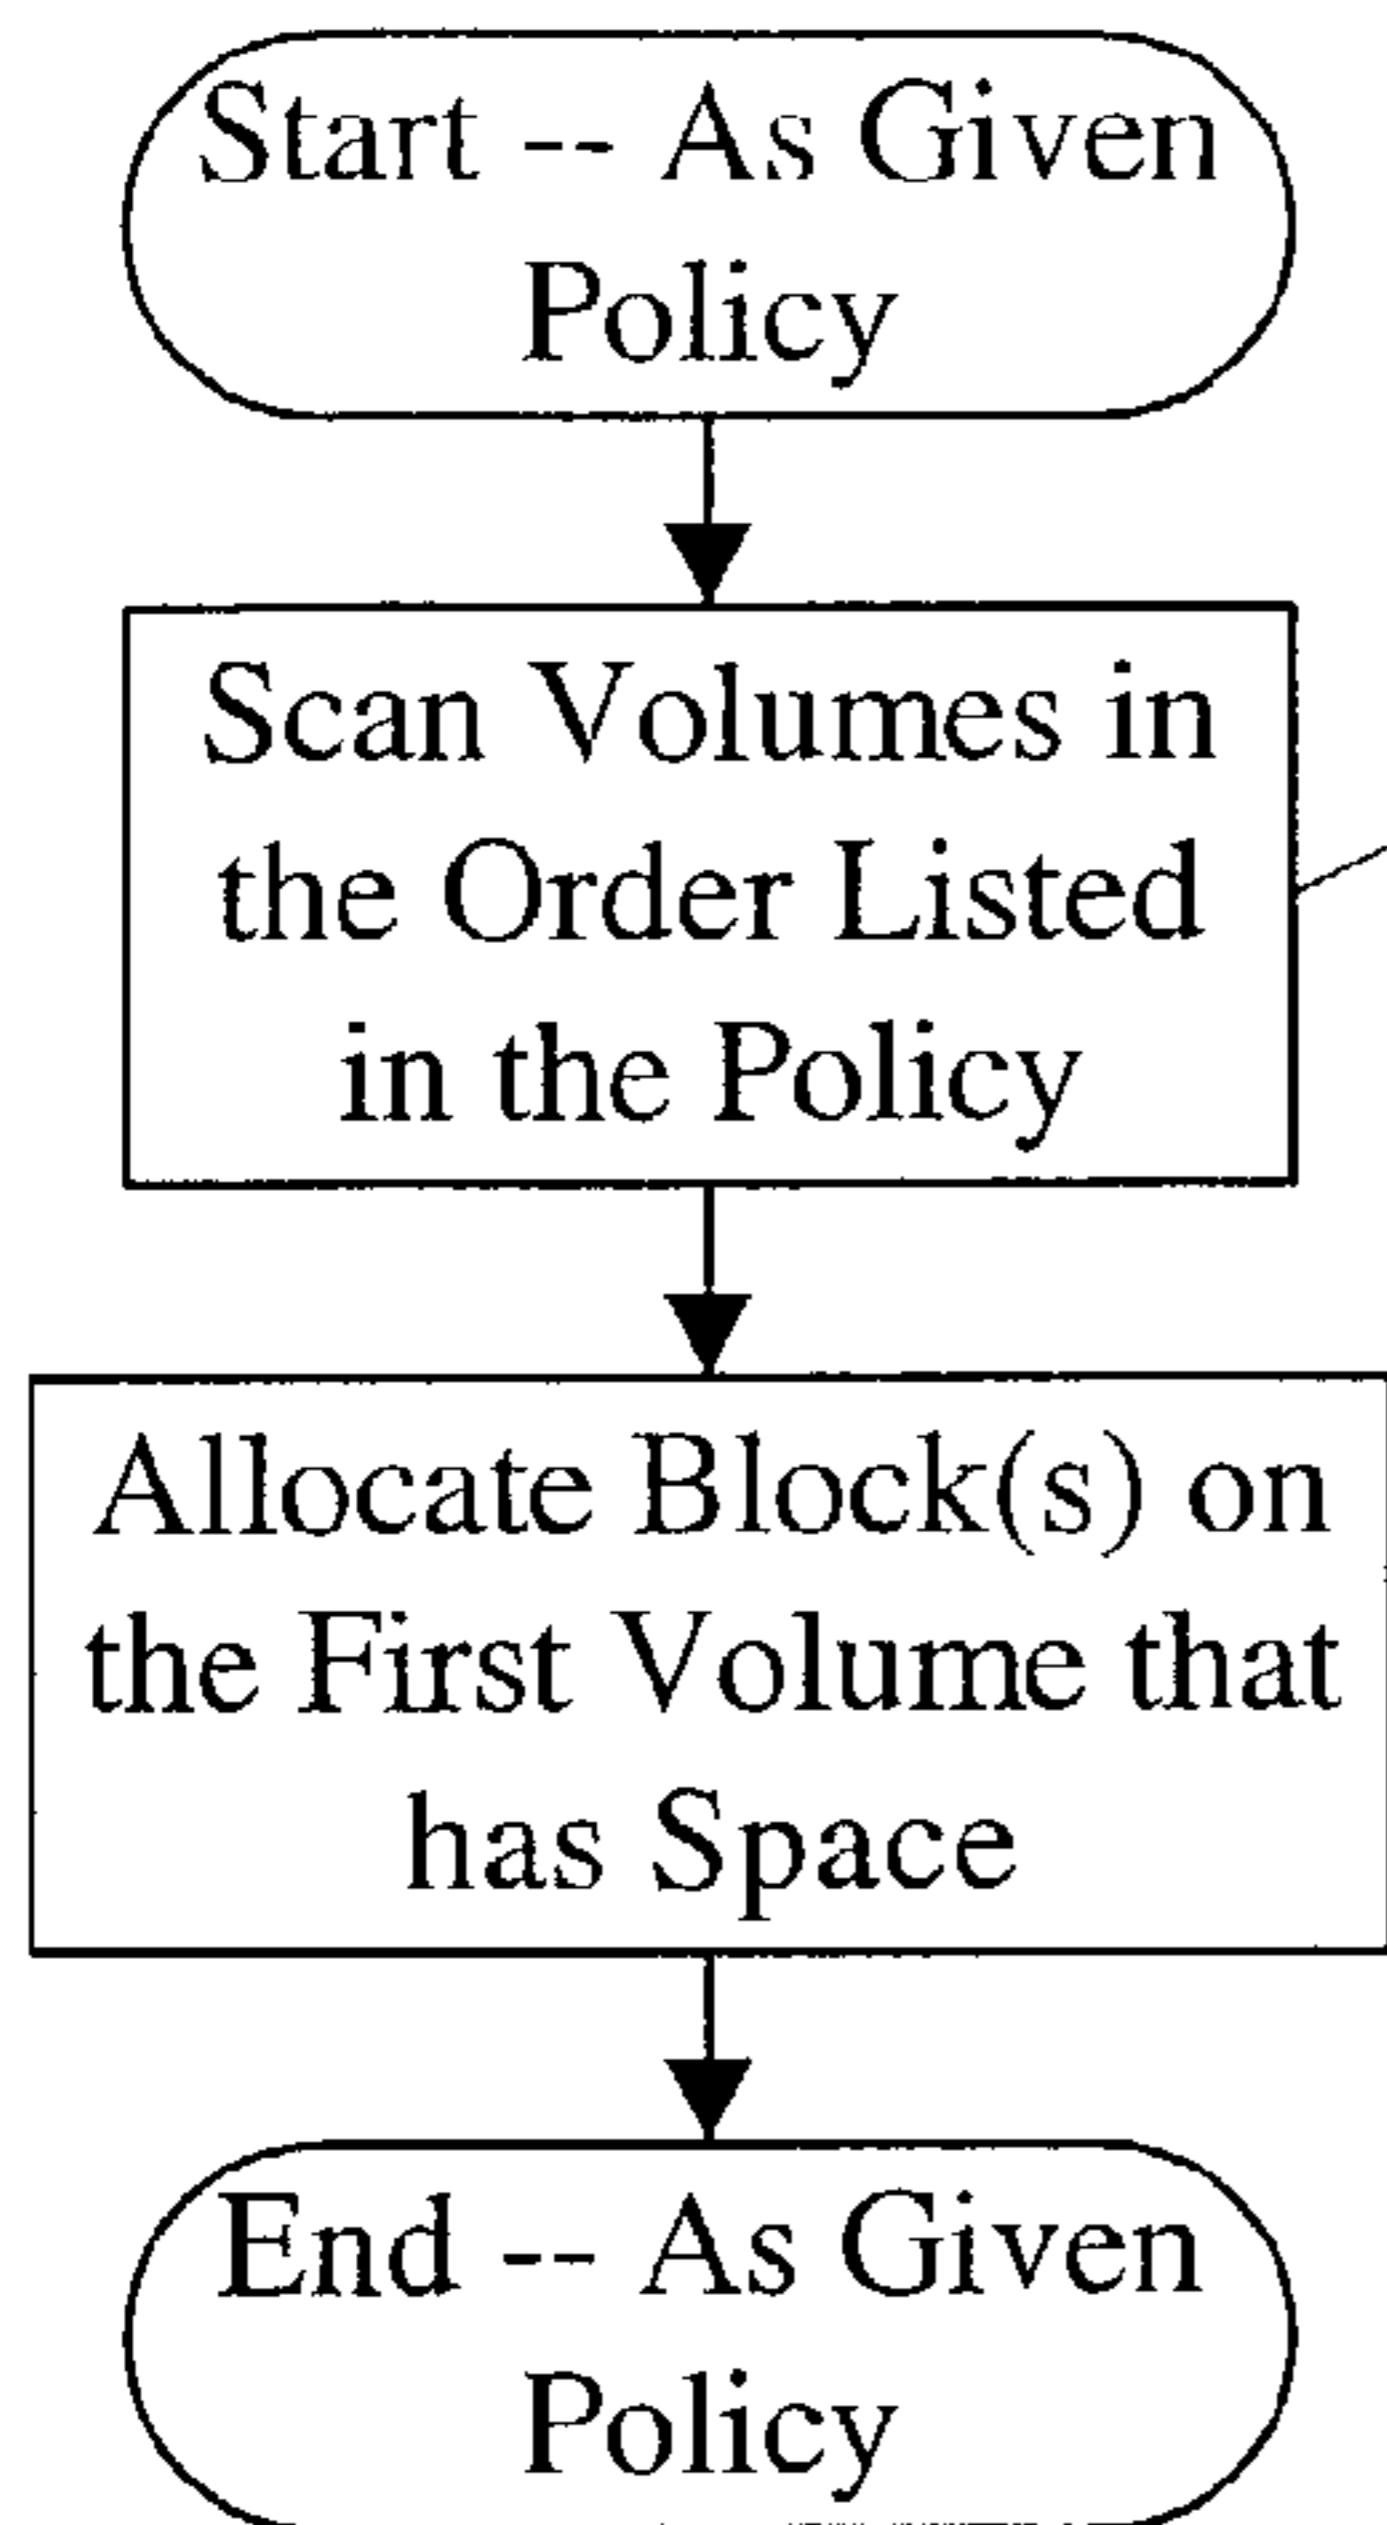 Start -- As Given
Policy
Scan Volumes in
the Order Listed
in the Policy
Allocate Block(s) on
the First Volume that
has Space
End -- As Given
Policy